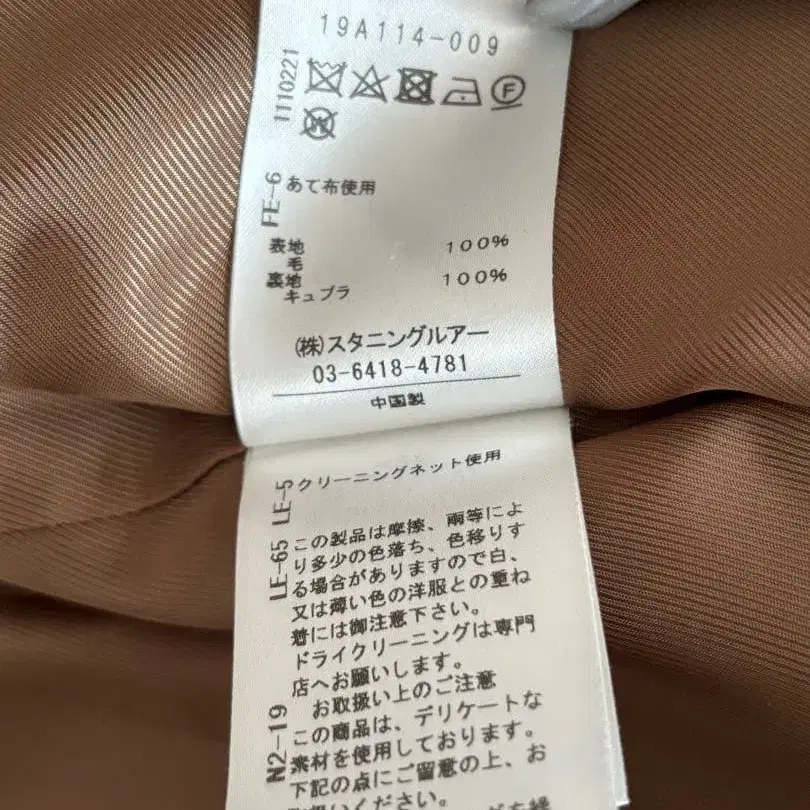 19A114-009
1110221
F
W
FE-6
あて布使用
表地
毛 100%
裏地
キュプラ 100%
(株)スタニングルアー
03-6418-4781
中国製
LE-5
クリーニングネット使用
LE-65
この製品は摩擦、雨等によ
り多少の色落ち、色移りす
る場合がありますので白、
又は薄い色の洋服との重ね
着には御注意下さい。
ドライクリーニングは専門
店へお願いします。
お取扱い上のご注意
N2-19
この商品は、デリケートな
素材を使用しております。
下記の点にご留意の上、お
取扱いください。